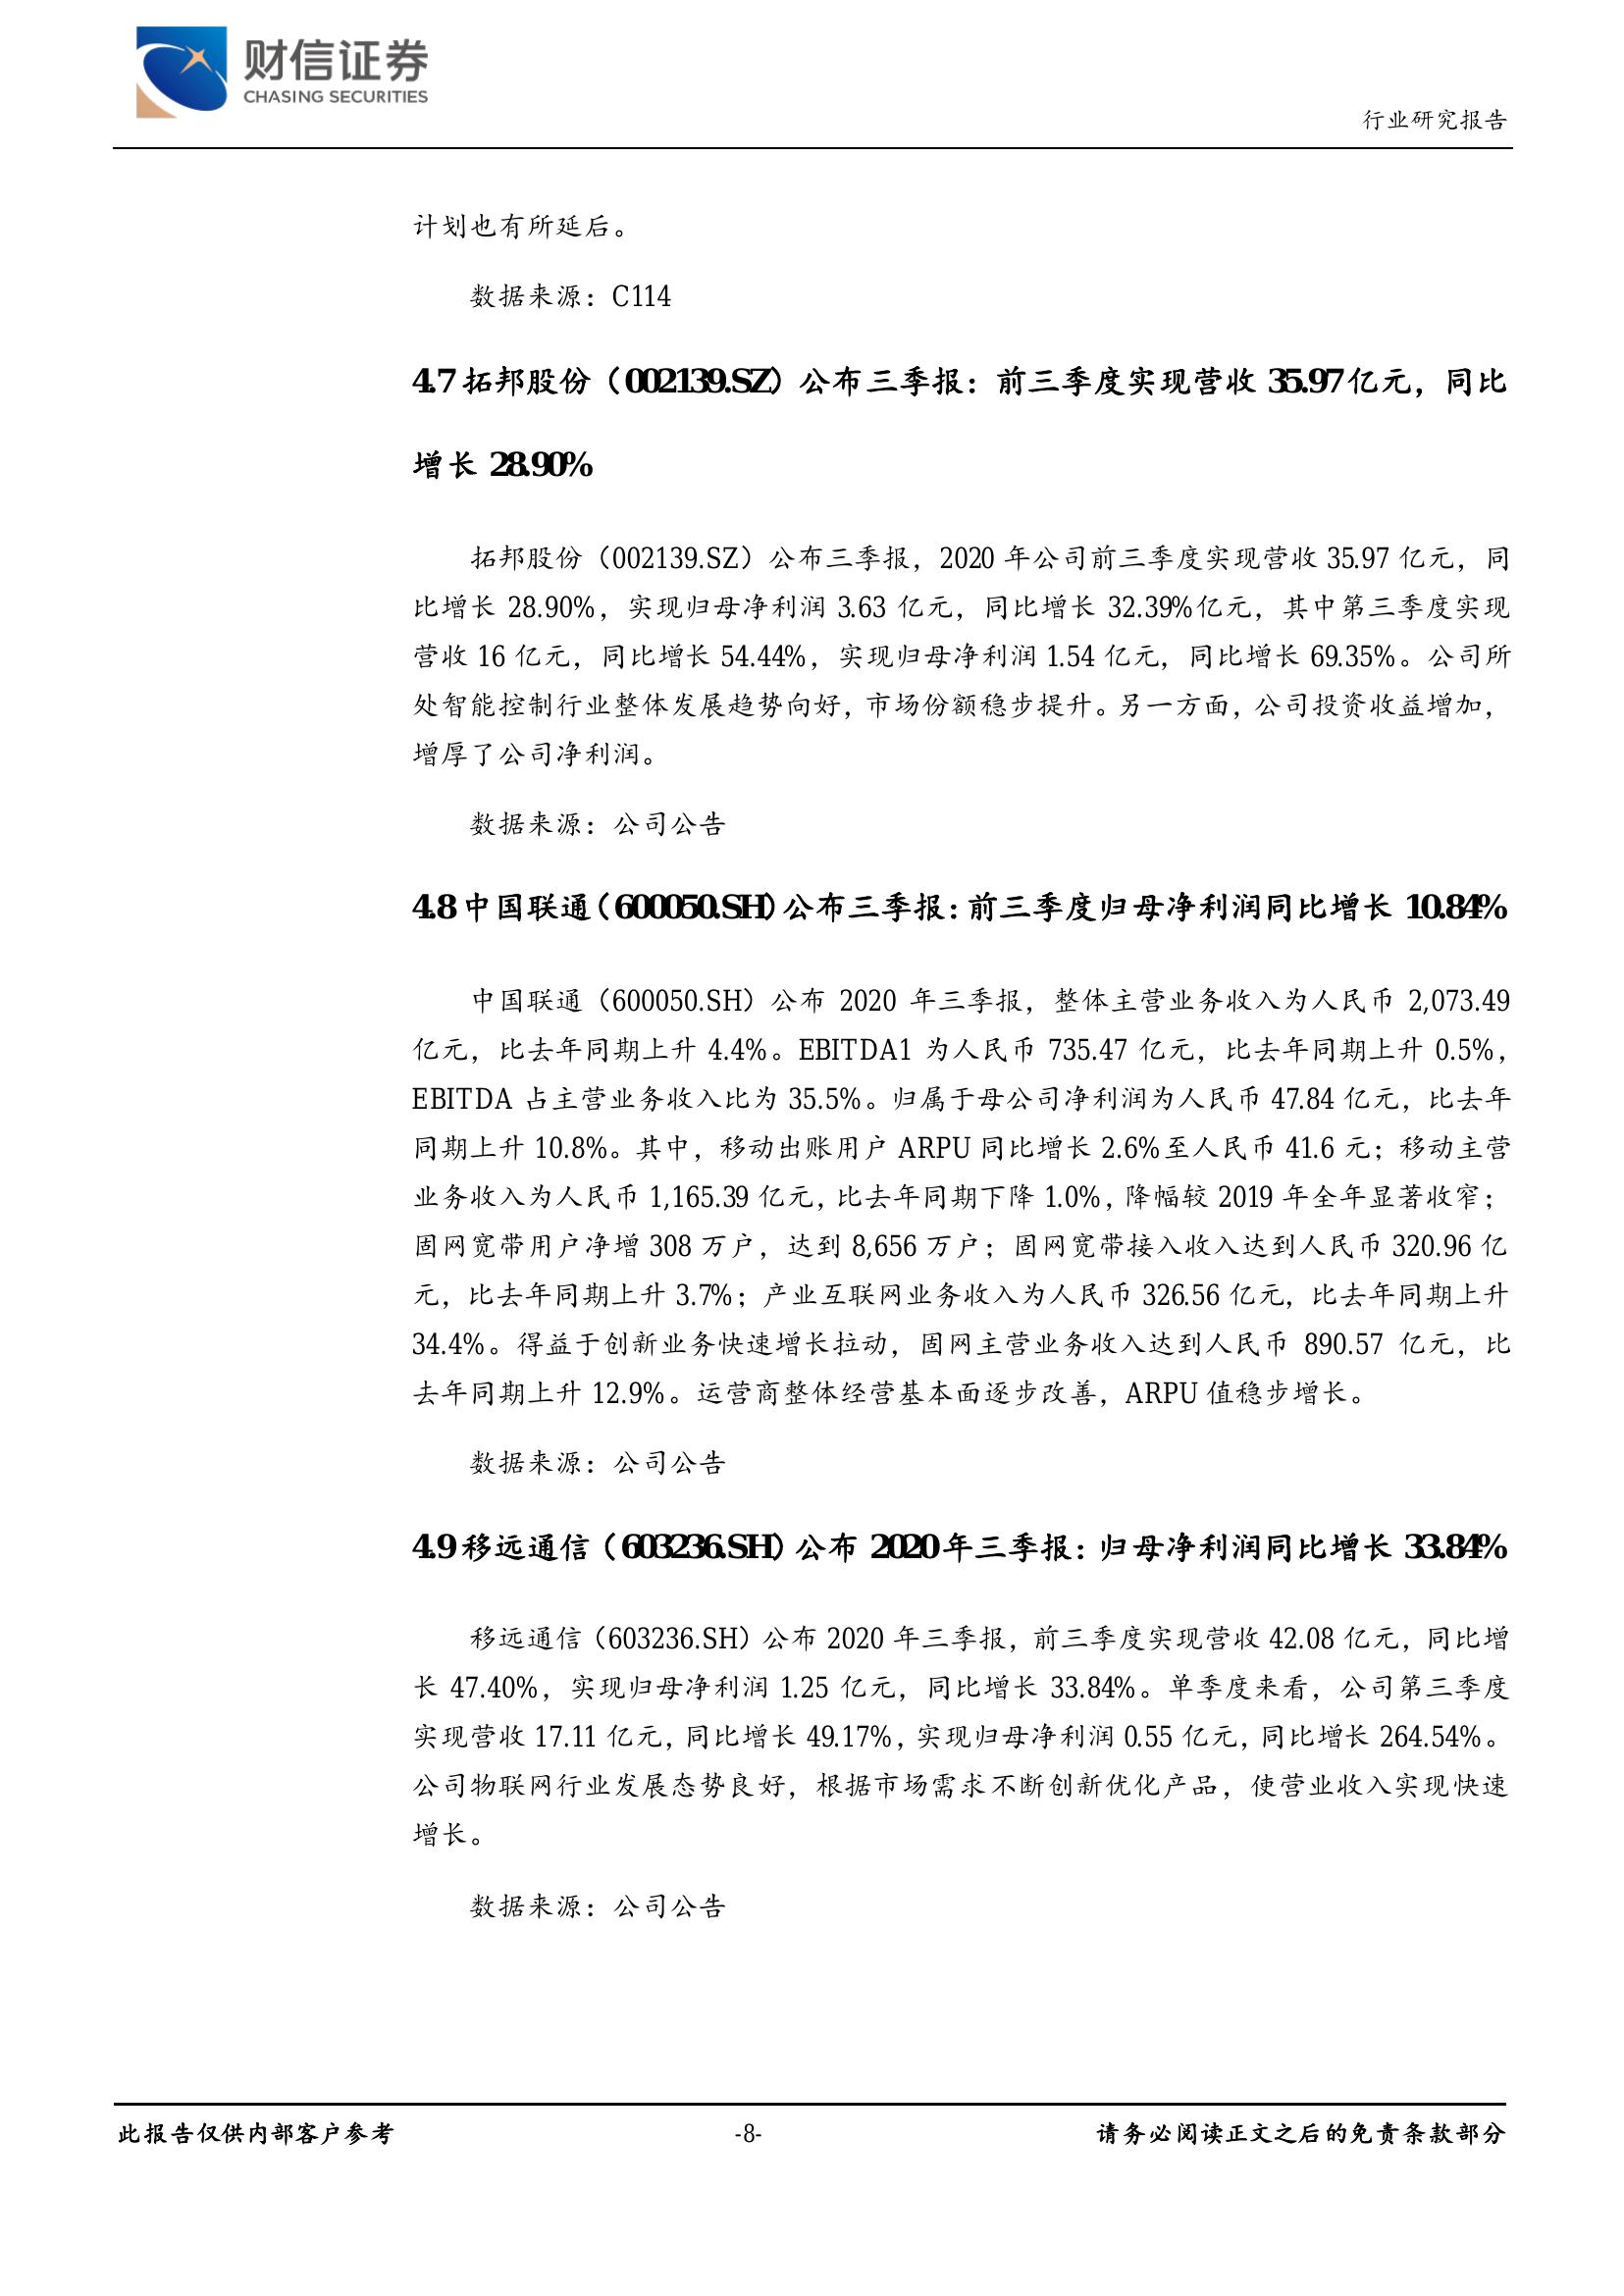 财信证券
CHASING SECURITIES
行业研究报告
计划也有所延后。
数据来源：C114
4.7 拓邦股份（002139.SZ）公布三季报：前三季度实现营收 35.97 亿元，同比
增长 28.90%
拓邦股份（002139.SZ）公布三季报，2020 年公司前三季度实现营收 35.97 亿元，同
比增长 28.90%，实现归母净利润 3.63 亿元，同比增长 32.39%亿元，其中第三季度实现
营收 16 亿元，同比增长 54.44%，实现归母净利润 1.54 亿元，同比增长 69.35%。公司所
处智能控制行业整体发展趋势向好，市场份额稳步提升。另一方面，公司投资收益增加，
增厚了公司净利润。
数据来源：公司公告
4.8 中国联通（600050.SH）公布三季报：前三季度归母净利润同比增长 10.84%
中国联通（600050.SH）公布 2020 年三季报，整体主营业务收入为人民币 2,073.49
亿元，比去年同期上升 4.4%。EBITDA1 为人民币 735.47 亿元，比去年同期上升 0.5%，
EBITDA 占主营业务收入比为 35.5%。归属于母公司净利润为人民币 47.84 亿元，比去年
同期上升 10.8%。其中，移动出账用户 ARPU 同比增长 2.6%至人民币 41.6 元；移动主营
业务收入为人民币 1,165.39 亿元，比去年同期下降 1.0%，降幅较 2019 年全年显著收窄；
固网宽带用户净增 308 万户，达到 8,656 万户；固网宽带接入收入达到人民币 320.96 亿
元，比去年同期上升 3.7%；产业互联网业务收入为人民币 326.56 亿元，比去年同期上升
34.4%。得益于创新业务快速增长拉动，固网主营业务收入达到人民币 890.57 亿元，比
去年同期上升 12.9%。运营商整体经营基本面逐步改善，ARPU 值稳步增长。
数据来源：公司公告
4.9 移远通信（603236.SH）公布 2020 年三季报：归母净利润同比增长 33.84%
移远通信（603236.SH）公布 2020 年三季报，前三季度实现营收 42.08 亿元，同比增
长 47.40%，实现归母净利润 1.25 亿元，同比增长 33.84%。单季度来看，公司第三季度
实现营收 17.11 亿元，同比增长 49.17%，实现归母净利润 0.55 亿元，同比增长 264.54%。
公司物联网行业发展态势良好，根据市场需求不断创新优化产品，使营业收入实现快速
增长。
数据来源：公司公告
此报告仅供内部客户参考
-8-
请务必阅读正文之后的免责条款部分